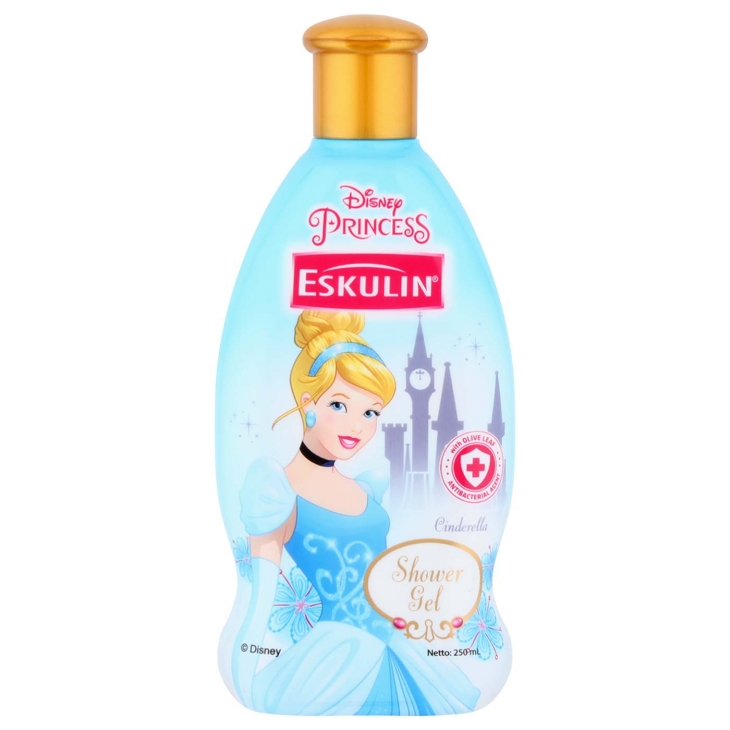 Disney
PRINCESS
ESKULIN®
with OLIVE LEAF
ANTIBACTERIAL AGENT
Cinderella
Shower
Gel
© Disney
Netto: 250 mL